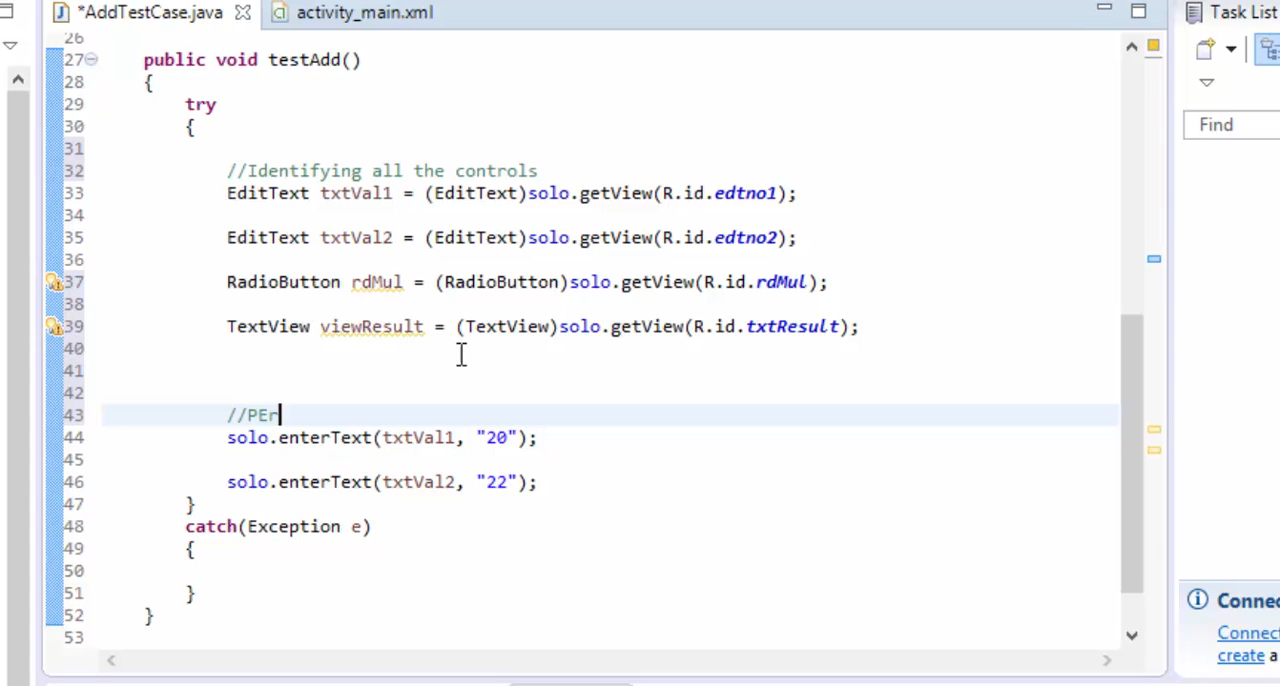 *AddTestCase.java
activity_main.xml
Task List
26
27 public void testAdd()
28 {
29 try
30 {
31
32 //Identifying all the controls
33 EditText txtVal1 = (EditText)solo.getView(R.id.edtno1);
34
35 EditText txtVal2 = (EditText)solo.getView(R.id.edtno2);
36
37 RadioButton rdMul = (RadioButton)solo.getView(R.id.rdMul);
38
39 TextView viewResult = (TextView)solo.getView(R.id.txtResult);
40
41
42
43 //PEr
44 solo.enterText(txtVal1, "20");
45
46 solo.enterText(txtVal2, "22");
47 }
48 catch(Exception e)
49 {
50
51 }
52 }
53
Find
Connec
Connect
create a